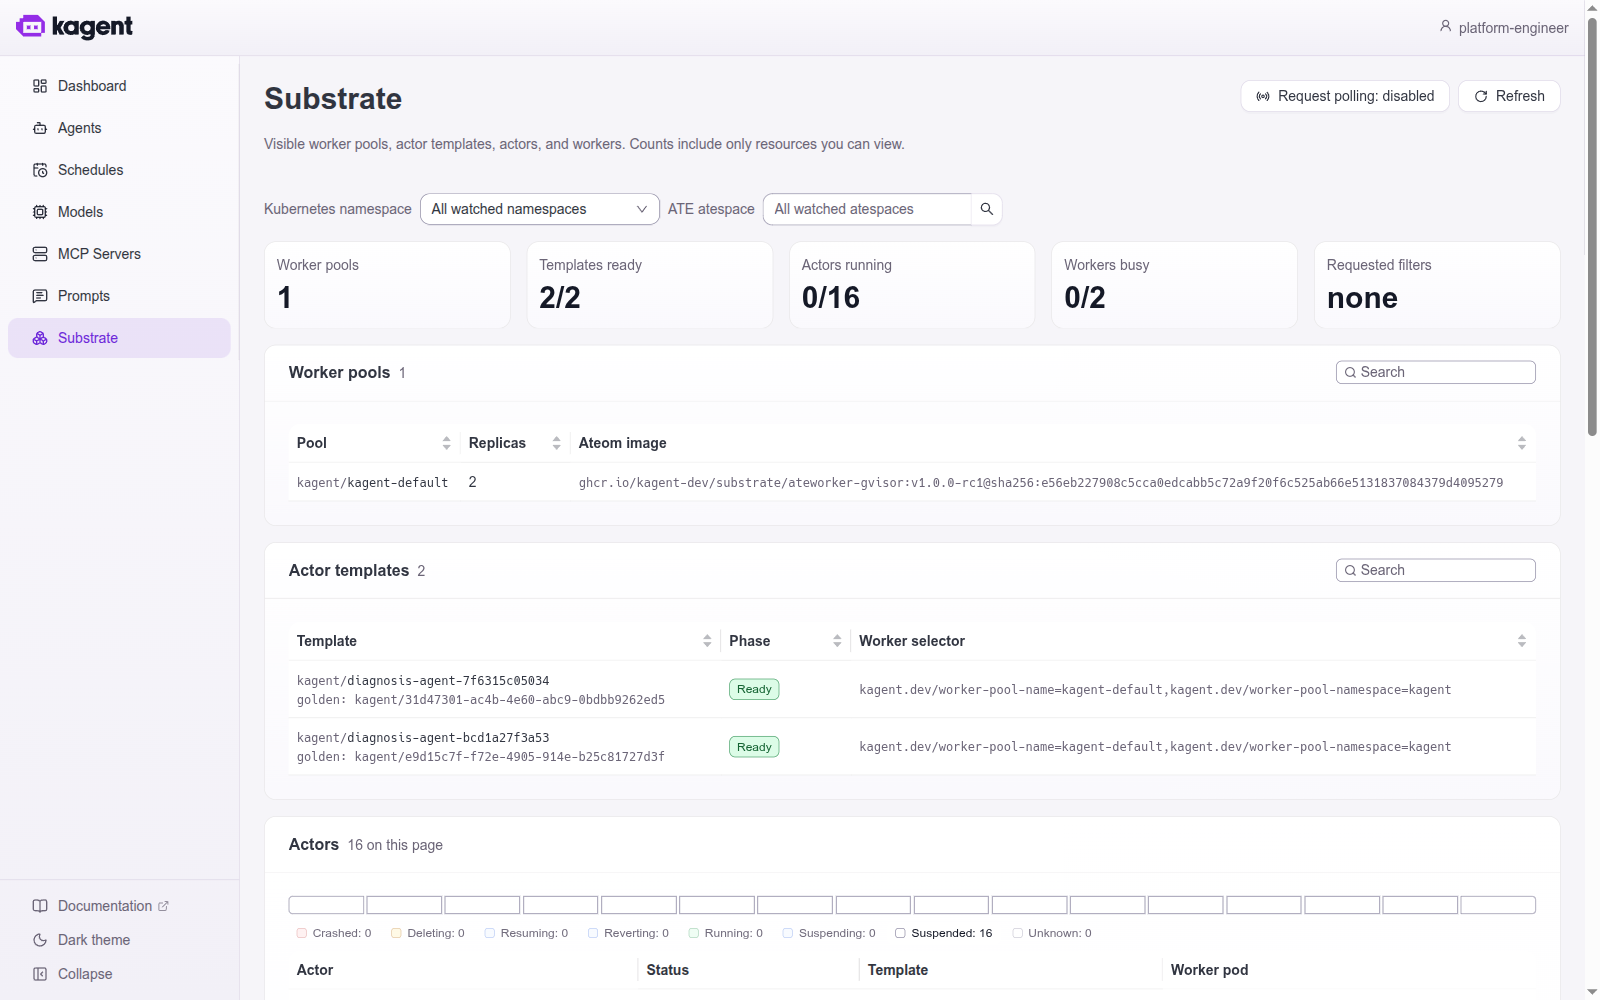 kagent
platform-engineer
Dashboard
Agents
Schedules
Models
MCP Servers
Prompts
Substrate
Documentation
Dark theme
Collapse
Substrate
Request polling: disabled
Refresh
Visible worker pools, actor templates, actors, and workers. Counts include only resources you can view.
Kubernetes namespace All watched namespaces ATE atespace All watched atespaces
Worker pools
1
Templates ready
2/2
Actors running
0/16
Workers busy
0/2
Requested filters
none
Worker pools 1
Search
Pool Replicas Ateom image
kagent/kagent-default 2 ghcr.io/kagent-dev/substrate/ateworker-gvisor:v1.0.0-rc1@sha256:e56eb227908c5cca0edcabb5c72a9f20f6c525ab66e5131837084379d4095279
Actor templates 2
Search
Template Phase Worker selector
kagent/diagnosis-agent-7f6315c05034
golden: kagent/31d47301-ac4b-4e60-abc9-0bdbb9262ed5
Ready
kagent.dev/worker-pool-name=kagent-default,kagent.dev/worker-pool-namespace=kagent
kagent/diagnosis-agent-bcd1a27f3a53
golden: kagent/e9d15c7f-f72e-4905-914e-b25c81727d3f
Ready
kagent.dev/worker-pool-name=kagent-default,kagent.dev/worker-pool-namespace=kagent
Actors 16 on this page
Crashed: 0 Deleting: 0 Resuming: 0 Reverting: 0 Running: 0 Suspending: 0 Suspended: 16 Unknown: 0
Actor Status Template Worker pod